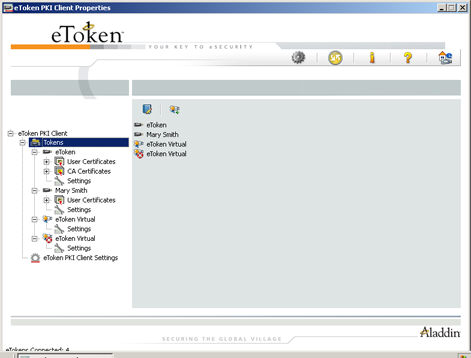 eToken PKI Client Properties
eToken
YOUR KEY TO eSECURITY
eToken
Mary Smith
eToken Virtual
eToken Virtual
eToken PKI Client
Tokens
eToken
User Certificates
CA Certificates
Settings
Mary Smith
User Certificates
Settings
eToken Virtual
Settings
eToken Virtual
Settings
eToken PKI Client Settings
Aladdin
SECURING THE GLOBAL VILLAGE
eTokens Connected: 4